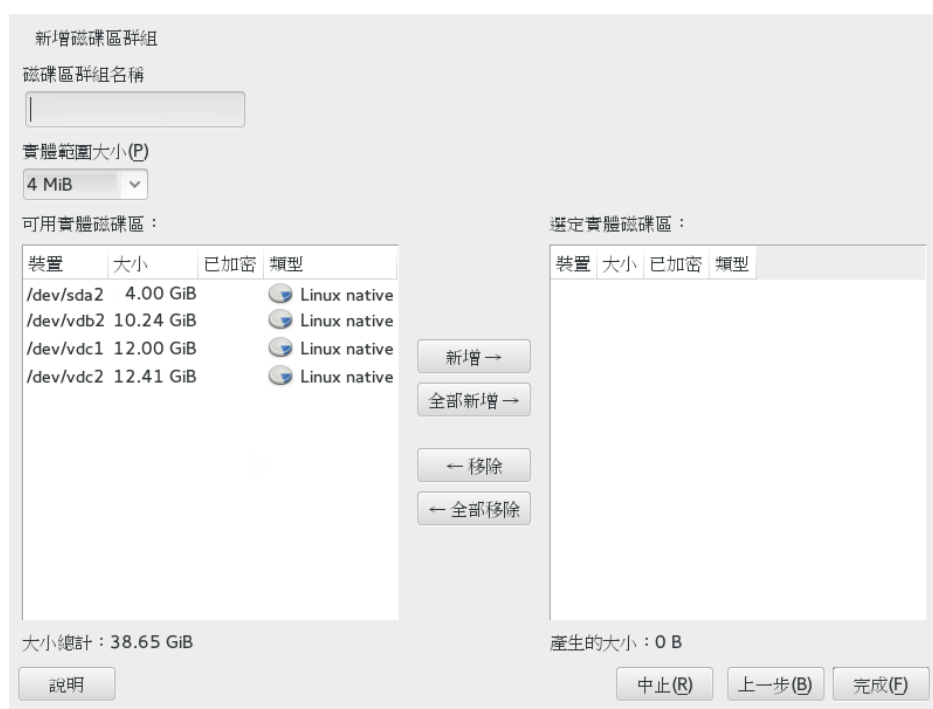 新增磁碟區群組
磁碟區群組名稱
實體範圍大小(P)
4 MiB
可用實體磁碟區：
裝置 大小 已加密 類型
/dev/sda2 4.00 GiB Linux native
/dev/vdb2 10.24 GiB Linux native
/dev/vdc1 12.00 GiB Linux native
/dev/vdc2 12.41 GiB Linux native
大小總計：38.65 GiB
新增→
全部新增→
←移除
←全部移除
選定實體磁碟區：
裝置 大小 已加密 類型
產生的大小：0 B
說明
中止(R)
上一步(B)
完成(F)